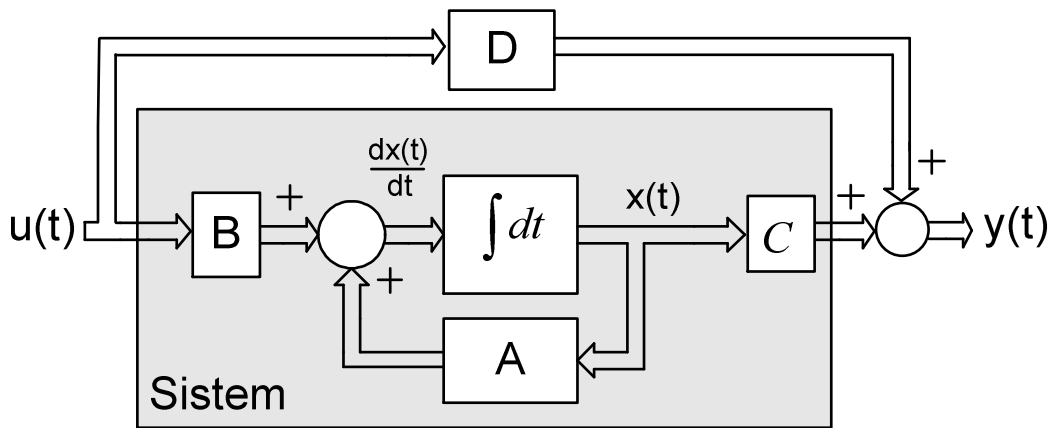 D
dx(t)
dt
u(t)
B
+
∫dt
x(t)
C
+
+
y(t)
+
A
Sistem